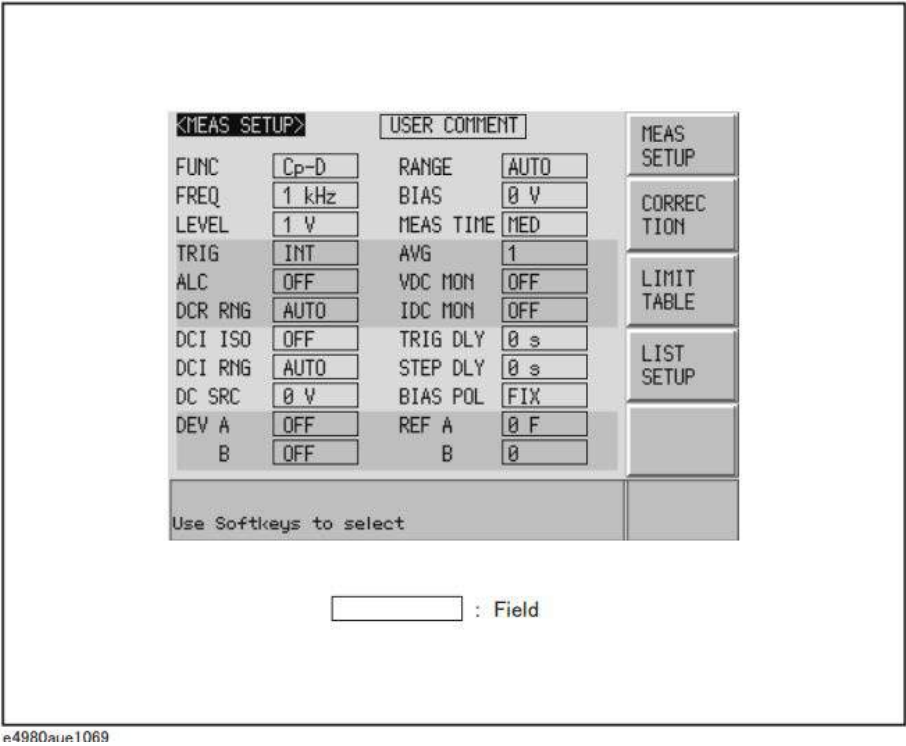 <MEAS SETUP> USER COMMENT
FUNC Cp-D RANGE AUTO
FREQ 1 kHz BIAS 0 V
LEVEL 1 V MEAS TIME MED
TRIG INT AVG 1
ALC OFF VDC MON OFF
DCR RNG AUTO IDC MON OFF
DCI ISO OFF TRIG DLY 0 s
DCI RNG AUTO STEP DLY 0 s
DC SRC 0 V BIAS POL FIX
DEV A OFF REF A 0 F
B OFF B 0
MEAS
SETUP
CORREC
TION
LIMIT
TABLE
LIST
SETUP
Use Softkeys to select
: Field
e4980aue1069